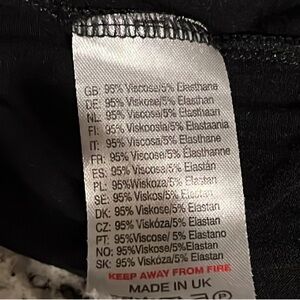 GB: 95% Viscose/5% Elasthane
DE: 95% Viskose/5% Elasthan
NL: 95% Viscose/5% Elasthaan
FI: 95% Viskoosia/5% Elastaania
IT: 95% Viscosa/5% Elasthane
FR: 95% Viscose/5% Elasthanne
ES: 95% Viscosa/5% Elastán
PL: 95%Wiskoza/5% Elastan
SE: 95% Viskos/5% Elastan
DK: 95% Viskose/5% Elastan
CZ: 95% Viskóza/5% Elastan
PT: 95% Viscose/5% Elastano
NO: 95% Viskose/5% Elastan
SK: 95% Viskóza/5% Elastan
KEEP AWAY FROM FIRE
MADE IN UK